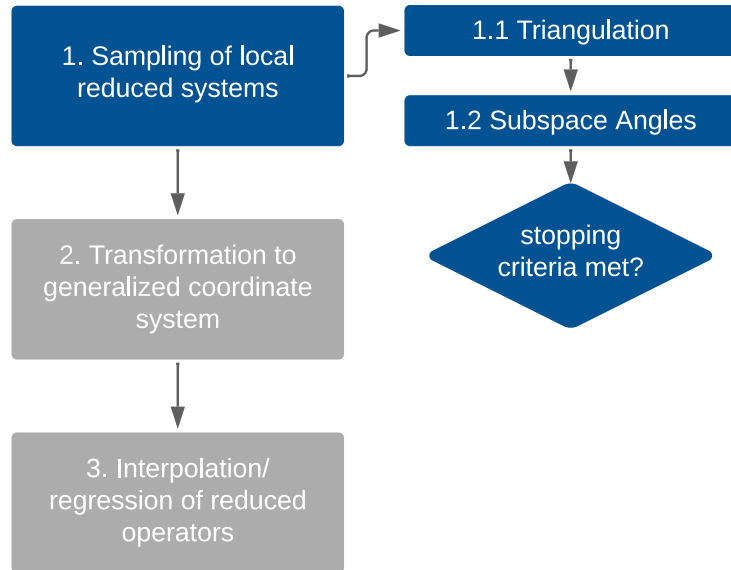 1. Sampling of local
reduced systems
1.1 Triangulation
1.2 Subspace Angles
stopping
criteria met?
2. Transformation to
generalized coordinate
system
3. Interpolation/
regression of reduced
operators